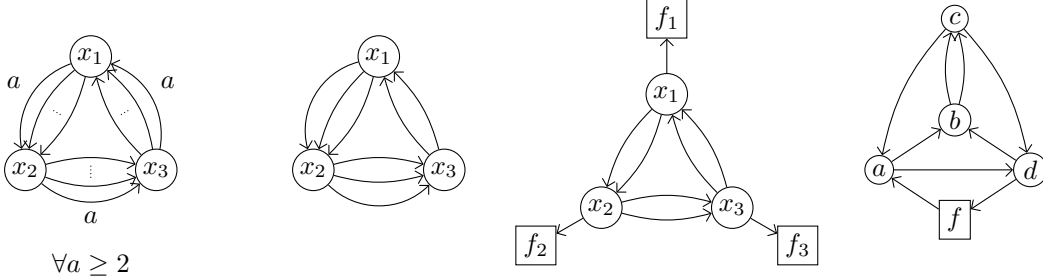 x₁
a a
x₂ x₃
a
∀a ≥ 2
x₁
x₂ x₃
f₁
x₁
x₂ x₃
f₂ f₃
c
b
a d
f